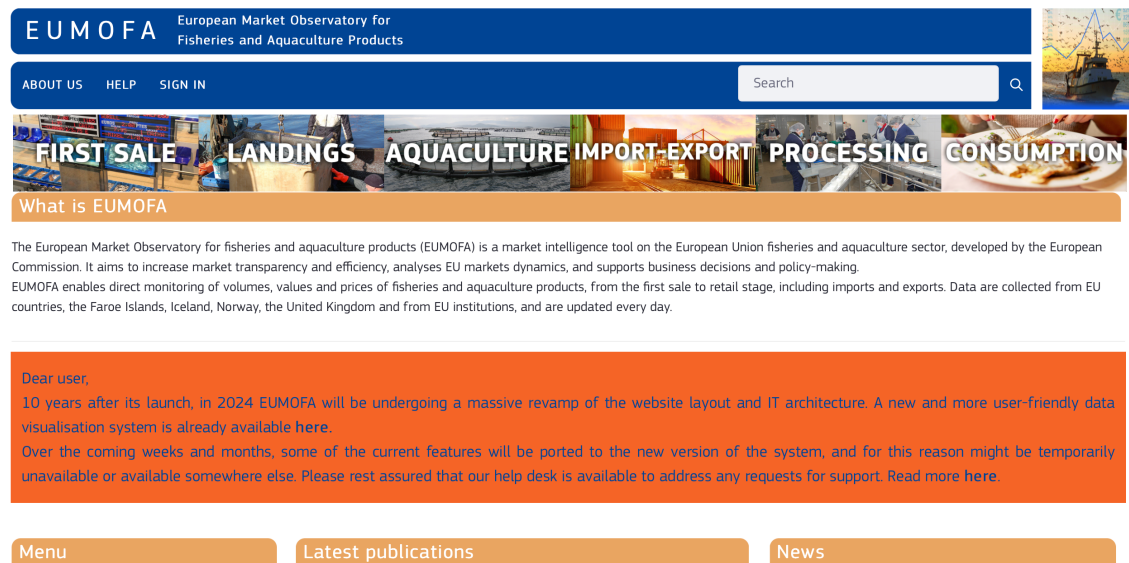 EUMOFA
European Market Observatory for
Fisheries and Aquaculture Products
ABOUT US HELP SIGN IN
Search
FIRST SALE LANDINGS AQUACULTURE IMPORT-EXPORT PROCESSING CONSUMPTION
What is EUMOFA
The European Market Observatory for fisheries and aquaculture products (EUMOFA) is a market intelligence tool on the European Union fisheries and aquaculture sector, developed by the European
Commission. It aims to increase market transparency and efficiency, analyses EU markets dynamics, and supports business decisions and policy-making.
EUMOFA enables direct monitoring of volumes, values and prices of fisheries and aquaculture products, from the first sale to retail stage, including imports and exports. Data are collected from EU
countries, the Faroe Islands, Iceland, Norway, the United Kingdom and from EU institutions, and are updated every day.
Dear user,
10 years after its launch, in 2024 EUMOFA will be undergoing a massive revamp of the website layout and IT architecture. A new and more user-friendly data
visualisation system is already available here.
Over the coming weeks and months, some of the current features will be ported to the new version of the system, and for this reason might be temporarily
unavailable or available somewhere else. Please rest assured that our help desk is available to address any requests for support. Read more here.
Menu
Latest publications
News